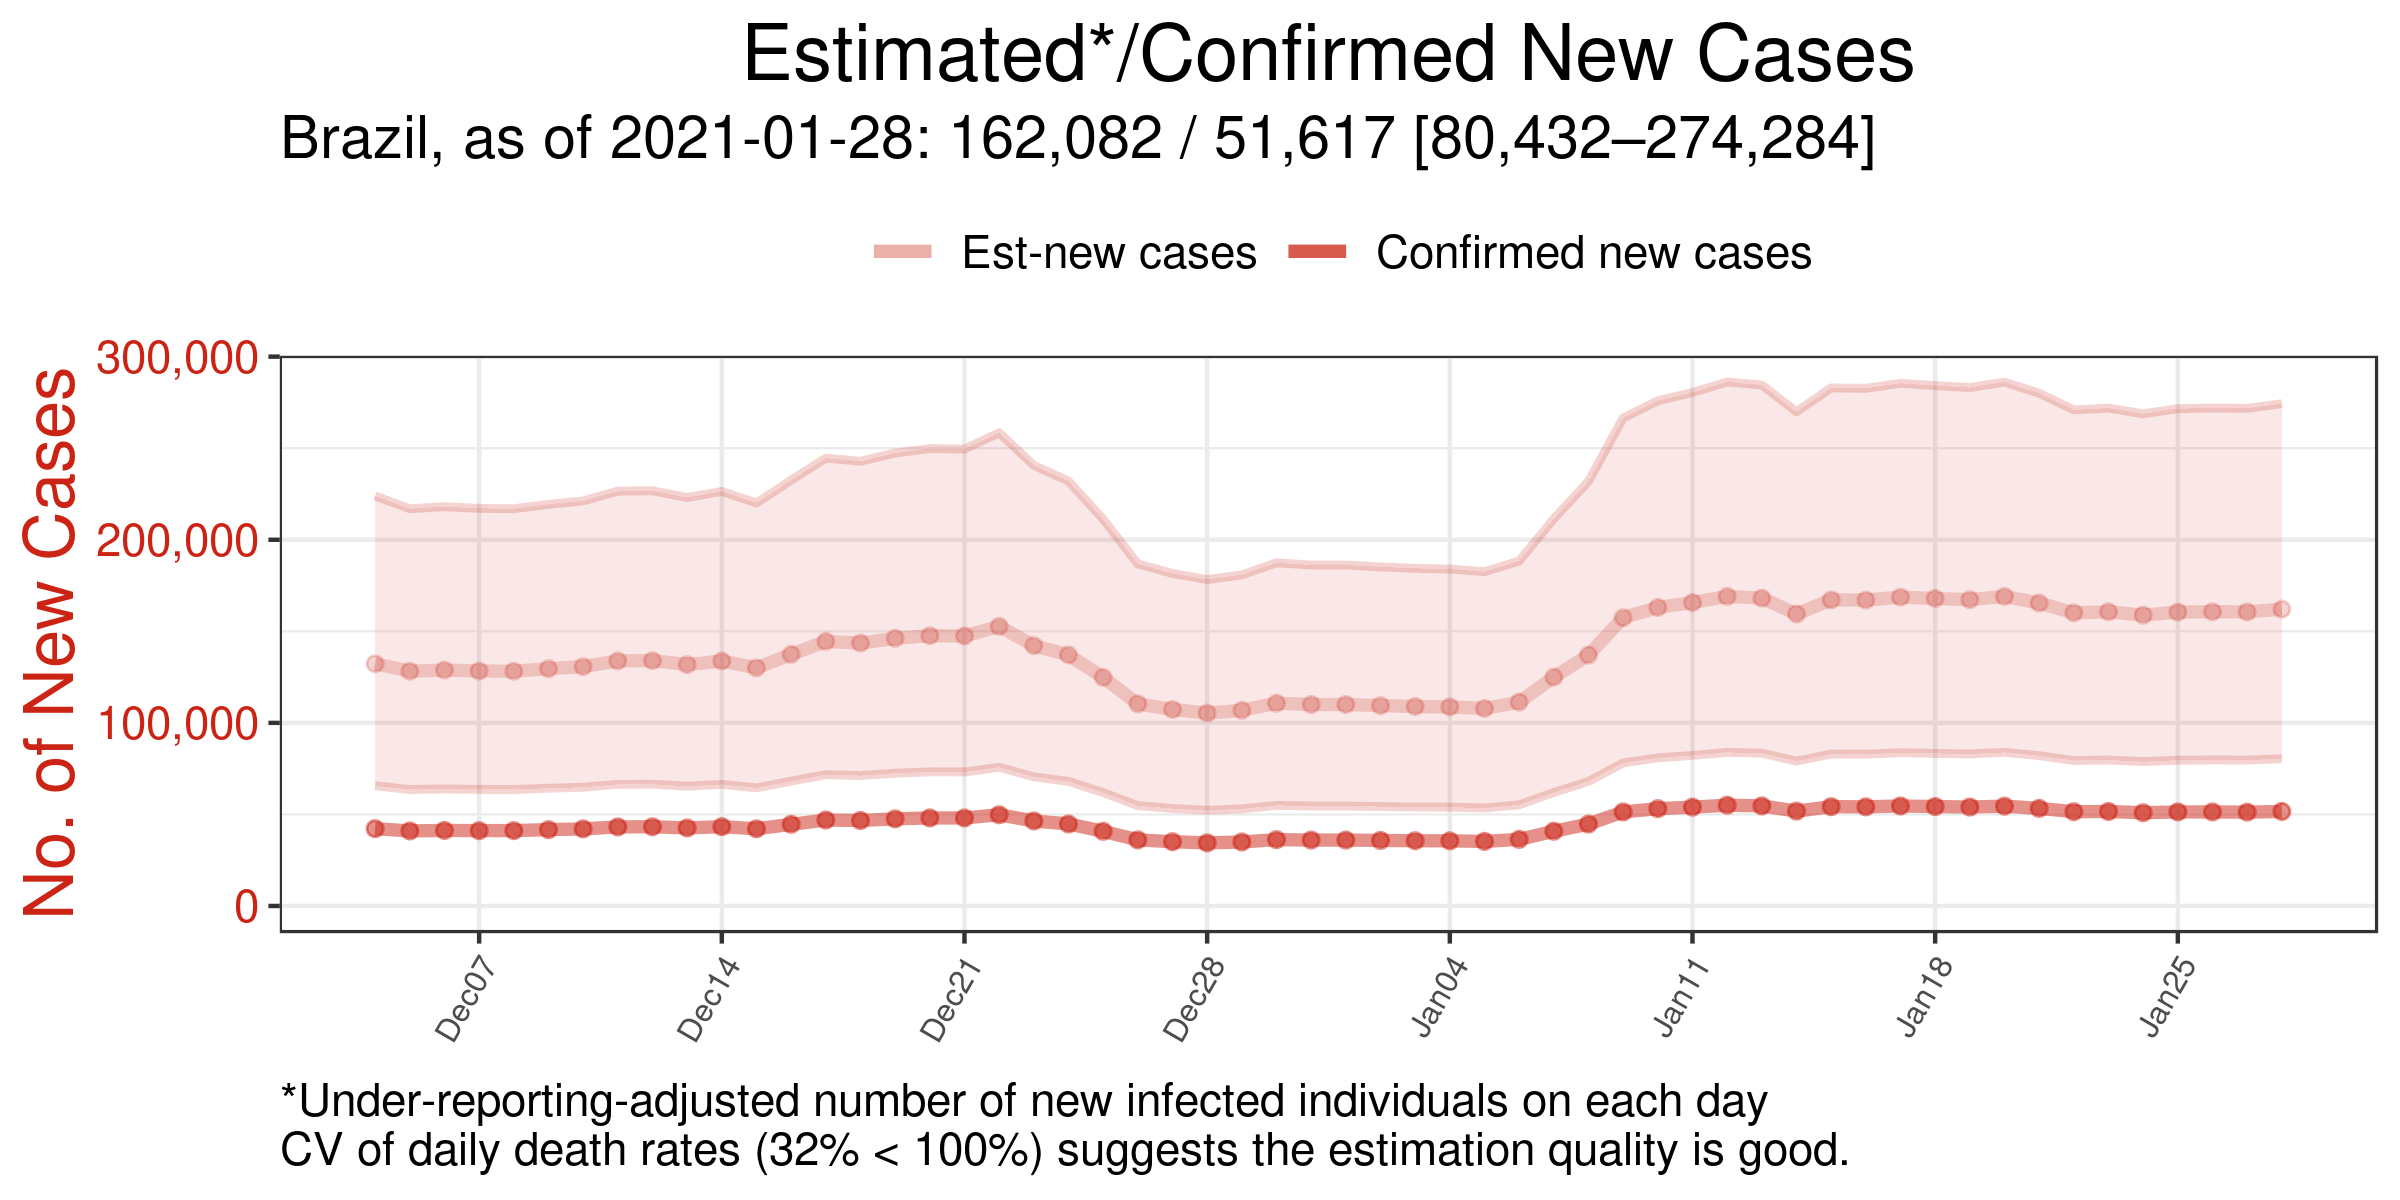 Estimated*/Confirmed New Cases
Brazil, as of 2021-01-28: 162,082 / 51,617 [80,432–274,284]
Est-new cases
Confirmed new cases
No. of New Cases
300,000
200,000
100,000
0
Dec07
Dec14
Dec21
Dec28
Jan04
Jan11
Jan18
Jan25
*Under-reporting-adjusted number of new infected individuals on each day
CV of daily death rates (32% < 100%) suggests the estimation quality is good.